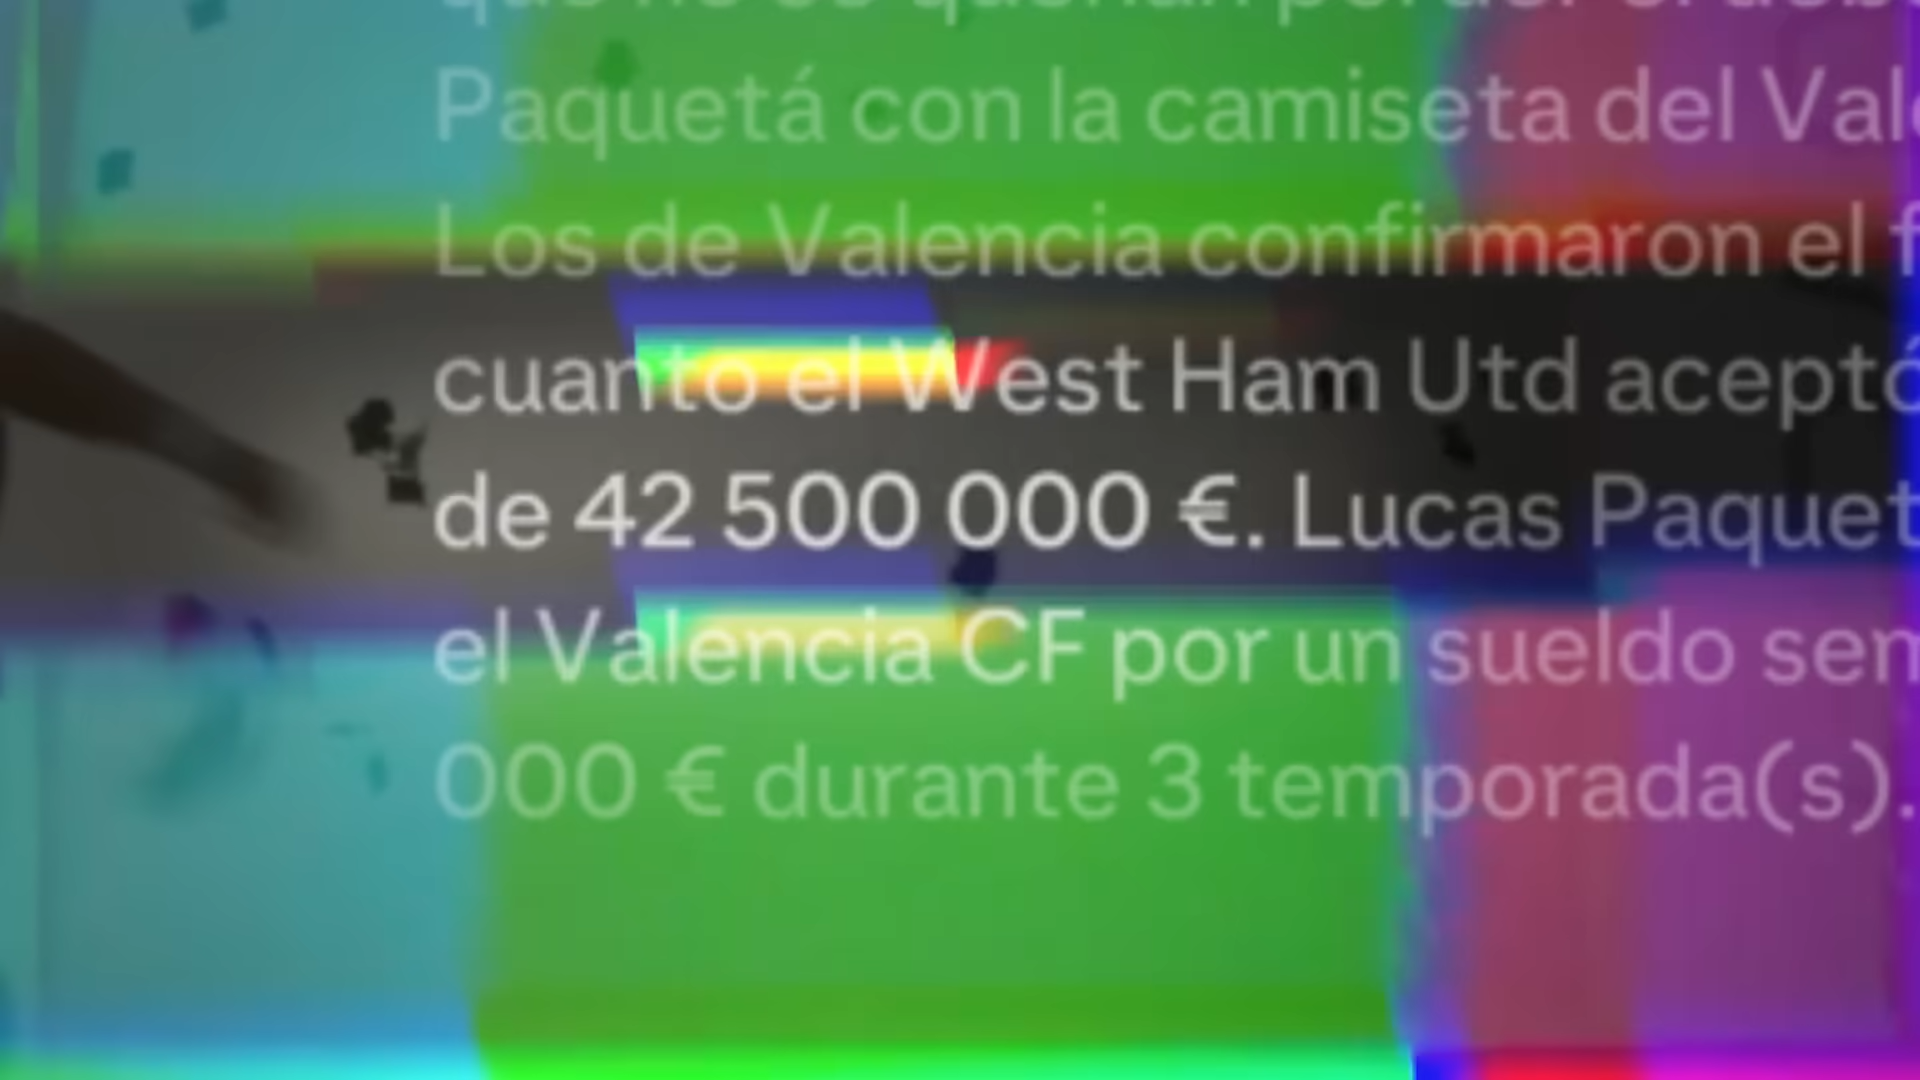 Paquetá con la camiseta del Val
Los de Valencia confirmaron el f
cuanto el West Ham Utd aceptó
de 42 500 000 €. Lucas Paquet
el Valencia CF por un sueldo sem
000 € durante 3 temporada(s).